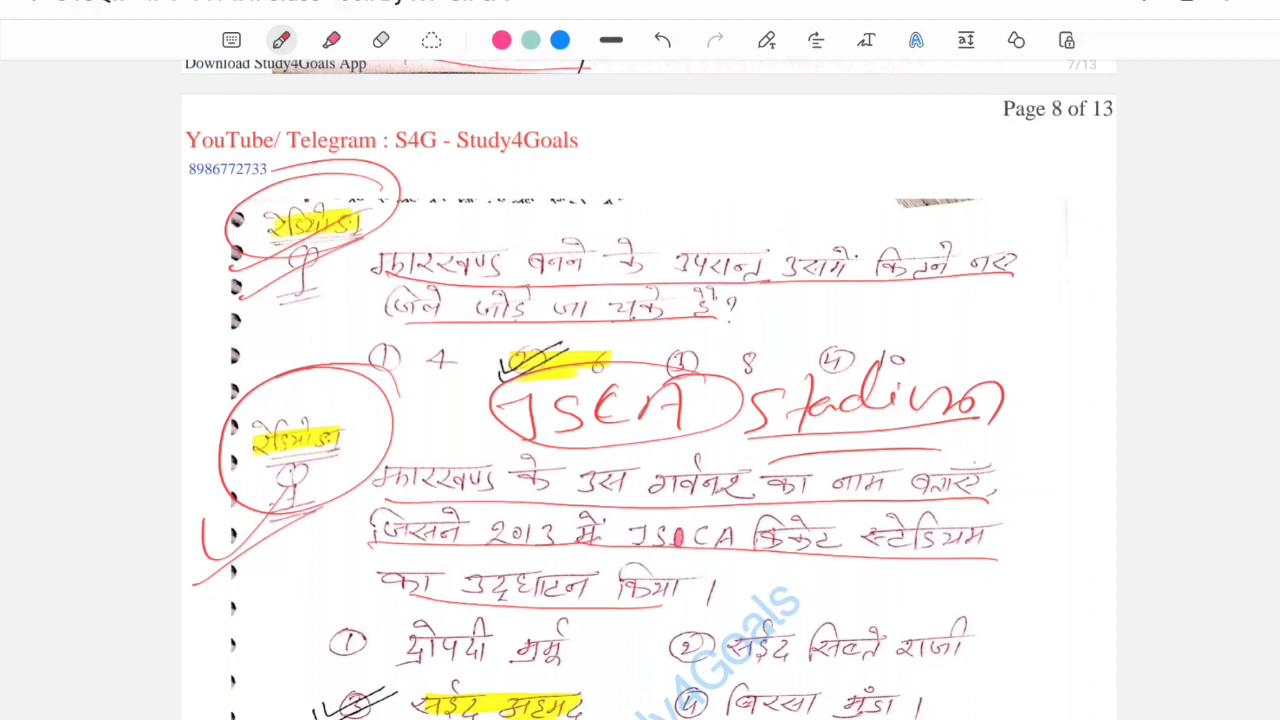 Download Study4Goals App
7/13
Page 8 of 13
YouTube/ Telegram : S4G - Study4Goals
8986772733
रेडियो झा
झारखण्ड बनने के उपरान्त उसमें कितने नए
जिले जोड़े जा चुके हैं?
① 4 ② 6 ③ 8 ④ 10
JSCA Stadium
रेडियो झा
झारखण्ड के उस गर्वनर का नाम बताएँ,
जिसने 2013 में JSCA क्रिकेट स्टेडियम
का उद्घाटन किया।
① द्रोपदी मुर्मू ② सईद सिब्ते राजी
③ सईद अहमद ④ बिरसा मुंडा।